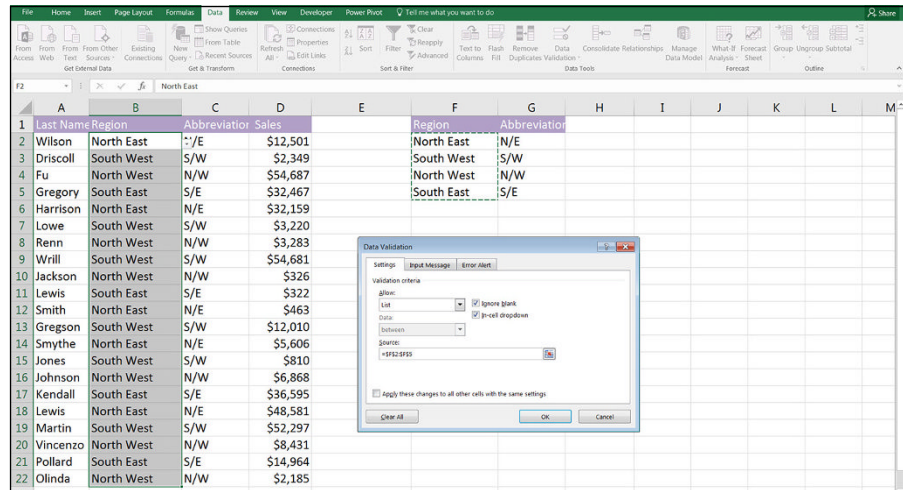 File Home Insert Page Layout Formulas Data Review View Developer Power Pivot Tell me what you want to do Share
From Access From Web From Text From Other Sources Existing Connections New Query Show Queries From Table Recent Sources Refresh All Connections Properties Edit Links Sort Filter Clear Reapply Advanced Text to Columns Flash Fill Remove Duplicates Data Validation Consolidate Relationships Manage Data Model What-If Analysis Forecast Sheet Group Ungroup Subtotal
Get External Data Get & Transform Connections Sort & Filter Data Tools Forecast Outline
F2 fx North East
A B C D E F G H I J K L M
1 Last Name Region Abbreviation Sales Region Abbreviation
2 Wilson North East /E $12,501 North East N/E
3 Driscoll South West S/W $2,349 South West S/W
4 Fu North West N/W $54,687 North West N/W
5 Gregory South East S/E $32,467 South East S/E
6 Harrison North East N/E $32,159
7 Lowe South West S/W $3,220
8 Renn North West N/W $3,283
9 Wrill South West S/W $54,681
10 Jackson North West N/W $326
11 Lewis South East S/E $322
12 Smith North East N/E $463
13 Gregson South West S/W $12,010
14 Smythe North East N/E $5,606
15 Jones South West S/W $810
16 Johnson North West N/W $6,868
17 Kendall South East S/E $36,595
18 Lewis North East N/E $48,581
19 Martin South West S/W $52,297
20 Vincenzo North West N/W $8,431
21 Pollard South East S/E $14,964
22 Olinda North West N/W $2,185
Data Validation
Settings Input Message Error Alert
Validation criteria
Allow:
List Ignore blank
Data: In-cell dropdown
between
Source:
=$F$2:$F$5
Apply these changes to all other cells with the same settings
Clear All OK Cancel